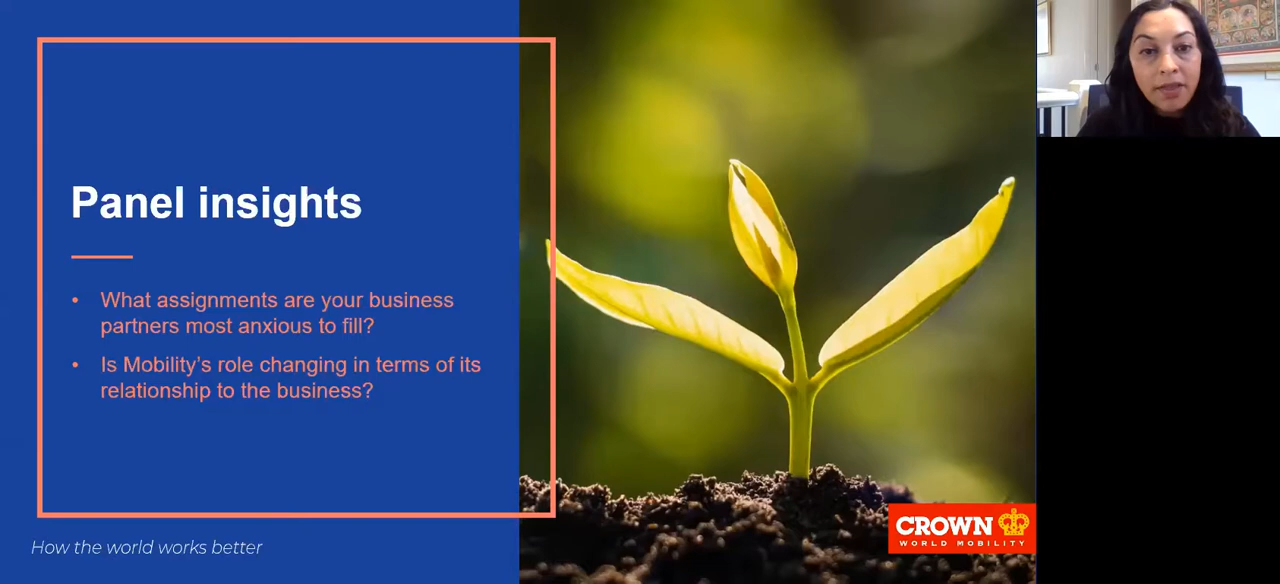 Panel insights
• What assignments are your business
partners most anxious to fill?
• Is Mobility’s role changing in terms of its
relationship to the business?
CROWN
WORLD MOBILITY
How the world works better